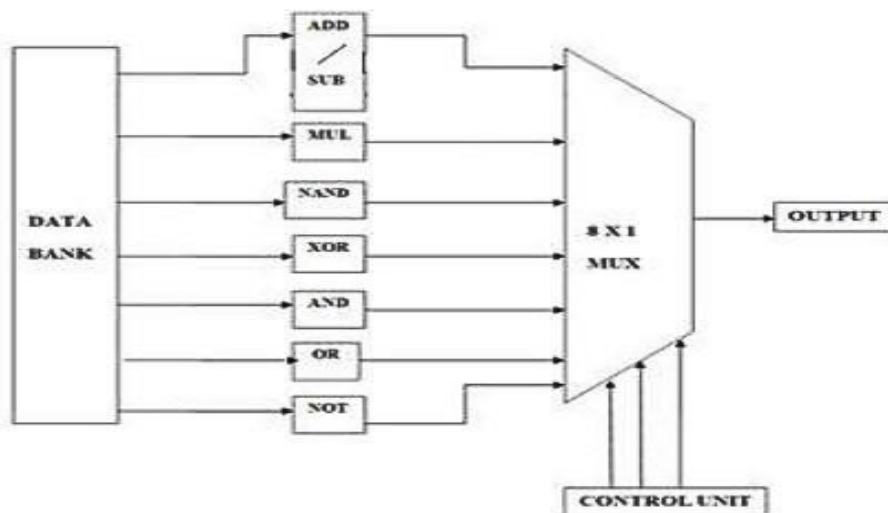 ADD
SUB
MUL
NAND
DATA
BANK
XOR
8 X 1
MUX
OUTPUT
AND
OR
NOT
CONTROL UNIT